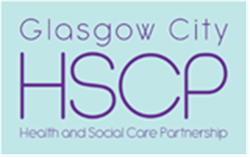 Glasgow City
HSCP
Health and Social Care Partnership